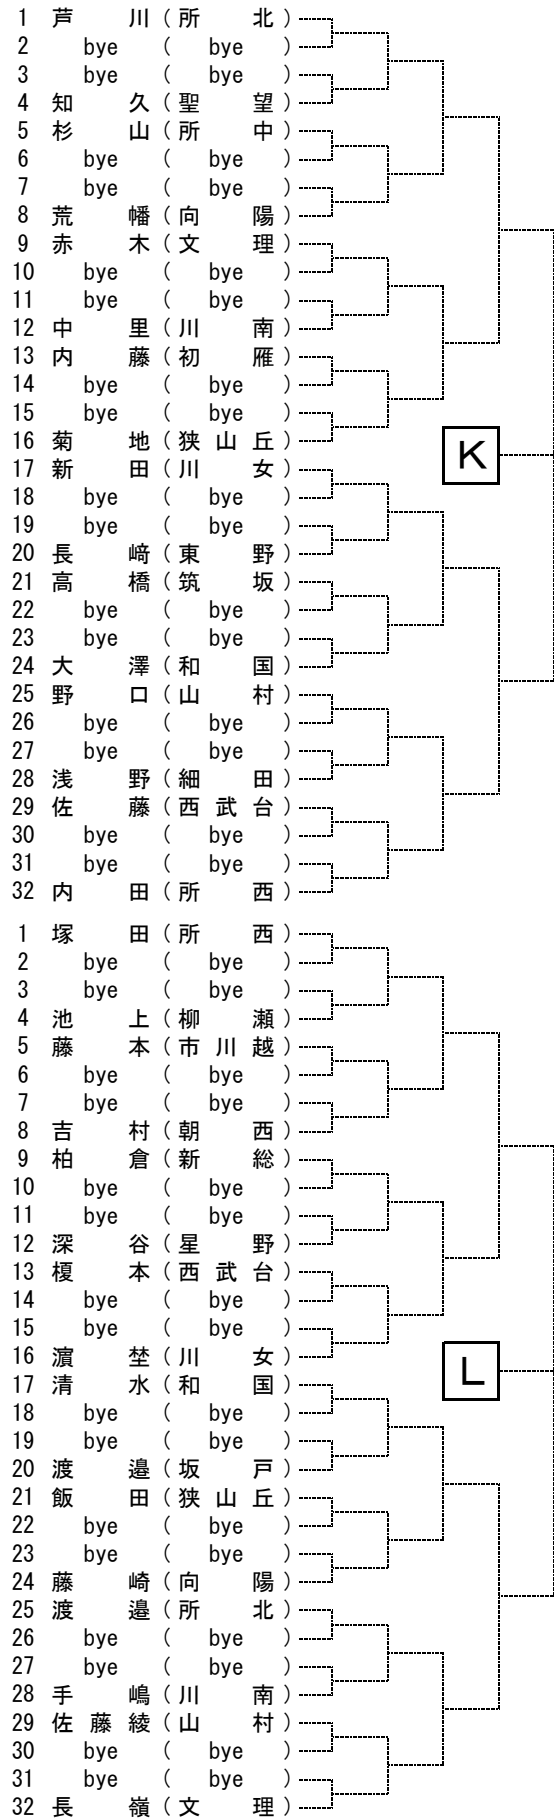 1 芦川(所北)
2 bye(bye)
3 bye(bye)
4 知久(聖望)
5 杉山(所中)
6 bye(bye)
7 bye(bye)
8 荒幡(向陽)
9 赤木(文理)
10 bye(bye)
11 bye(bye)
12 中里(川南)
13 内藤(初雁)
14 bye(bye)
15 bye(bye)
16 菊地(狭山丘)
K
17 新田(川女)
18 bye(bye)
19 bye(bye)
20 長﨑(東野)
21 高橋(筑坂)
22 bye(bye)
23 bye(bye)
24 大澤(和国)
25 野口(山村)
26 bye(bye)
27 bye(bye)
28 浅野(細田)
29 佐藤(西武台)
30 bye(bye)
31 bye(bye)
32 内田(所西)
1 塚田(所西)
2 bye(bye)
3 bye(bye)
4 池上(柳瀬)
5 藤本(市川越)
6 bye(bye)
7 bye(bye)
8 吉村(朝西)
9 柏倉(新総)
10 bye(bye)
11 bye(bye)
12 深谷(星野)
13 榎本(西武台)
14 bye(bye)
15 bye(bye)
16 濵埜(川女)
L
17 清水(和国)
18 bye(bye)
19 bye(bye)
20 渡邉(坂戸)
21 飯田(狭山丘)
22 bye(bye)
23 bye(bye)
24 藤崎(向陽)
25 渡邉(所北)
26 bye(bye)
27 bye(bye)
28 手嶋(川南)
29 佐藤綾(山村)
30 bye(bye)
31 bye(bye)
32 長嶺(文理)